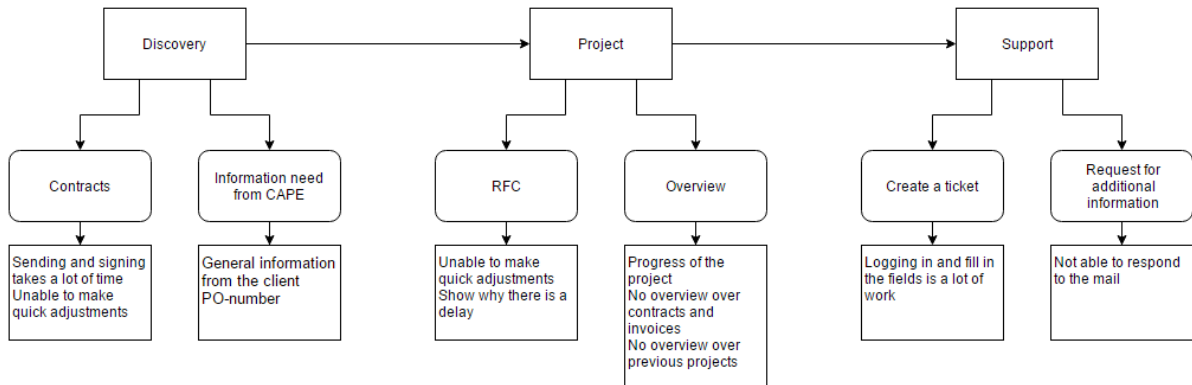 Discovery
Project
Support
Contracts
Information need
from CAPE
RFC
Overview
Create a ticket
Request for
additional
information
Sending and signing
takes a lot of time
Unable to make
quick adjustments
General information
from the client
PO-number
Unable to make
quick adjustments
Show why there is a
delay
Progress of the
project
No overview over
contracts and
invoices
No overview over
previous projects
Logging in and fill in
the fields is a lot of
work
Not able to respond
to the mail